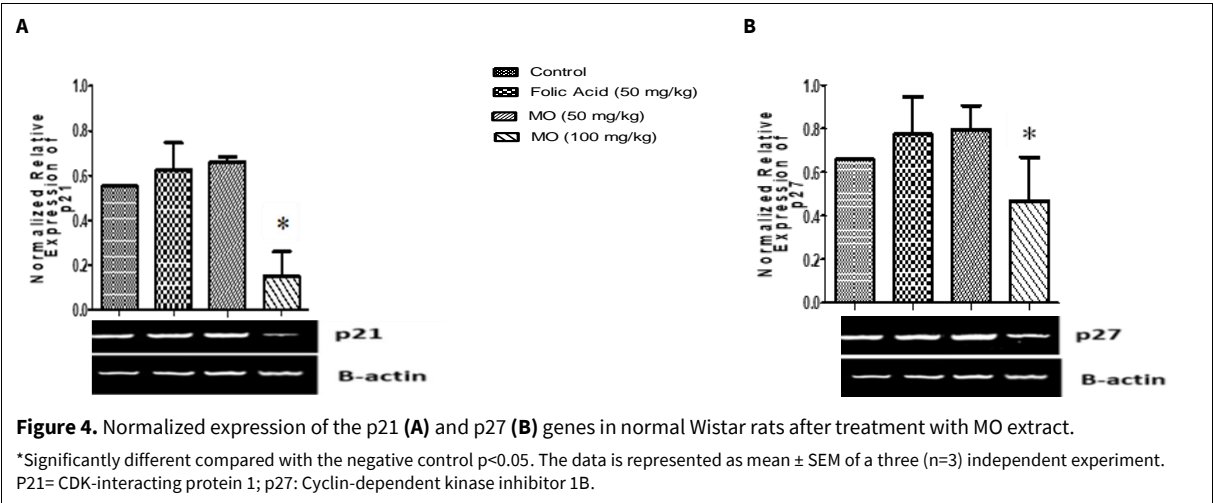 A
B
Control
Folic Acid (50 mg/kg)
MO (50 mg/kg)
MO (100 mg/kg)
Normalized Relative
Expression of
p21
1.0
0.8
0.6
0.4
0.2
0.0
*
p21
B-actin
Normalized Relative
Expression of
p27
1.0
0.8
0.6
0.4
0.2
0.0
*
p27
B-actin
Figure 4. Normalized expression of the p21 (A) and p27 (B) genes in normal Wistar rats after treatment with MO extract.
*Significantly different compared with the negative control p<0.05. The data is represented as mean ± SEM of a three (n=3) independent experiment.
P21= CDK-interacting protein 1; p27: Cyclin-dependent kinase inhibitor 1B.